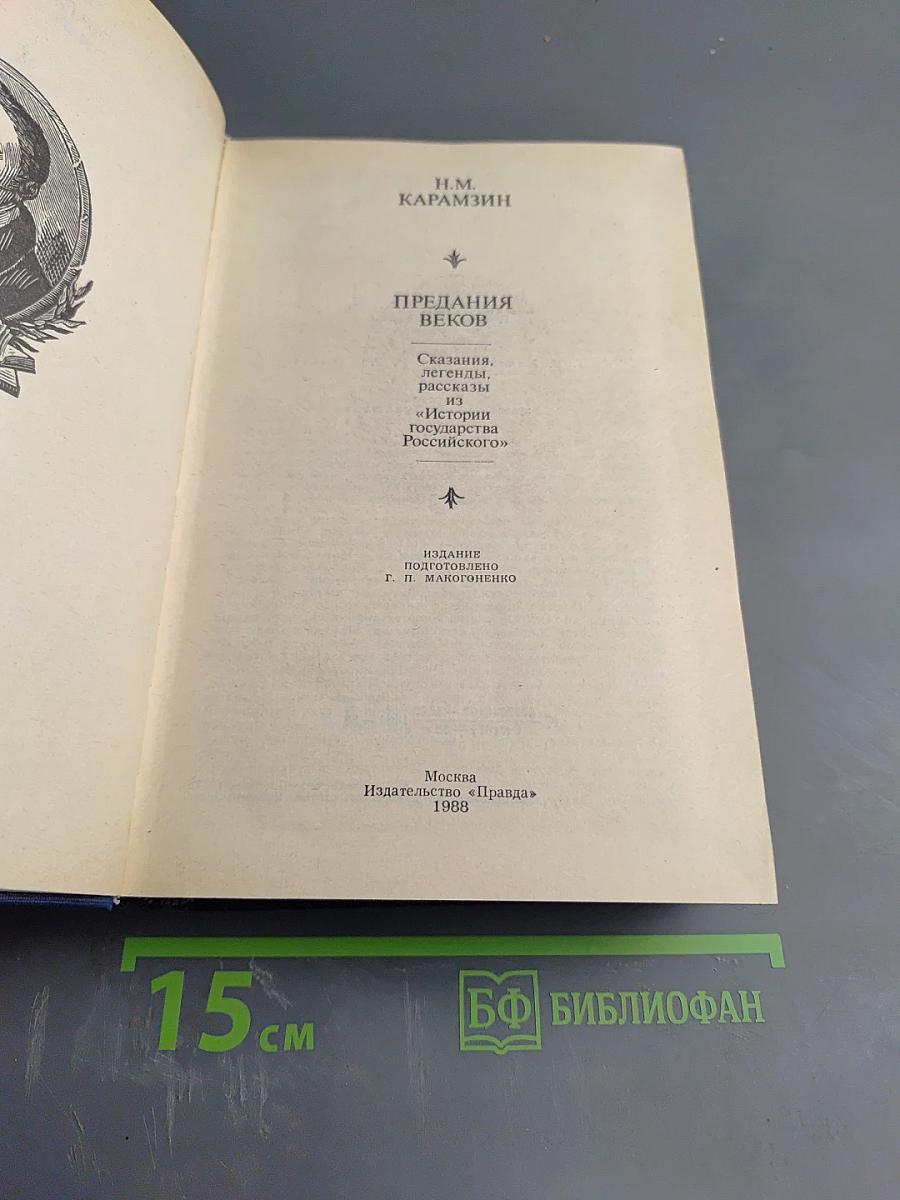 Н.М.
КАРАМЗИН
ПРЕДАНИЯ
ВЕКОВ
Сказания,
легенды,
рассказы
из
«Истории
государства
Российского»
ИЗДАНИЕ
ПОДГОТОВЛЕНО
Г. П. МАКОГОНЕНКО
Москва
Издательство «Правда»
1988
15 см
БФ БИБЛИОФАН